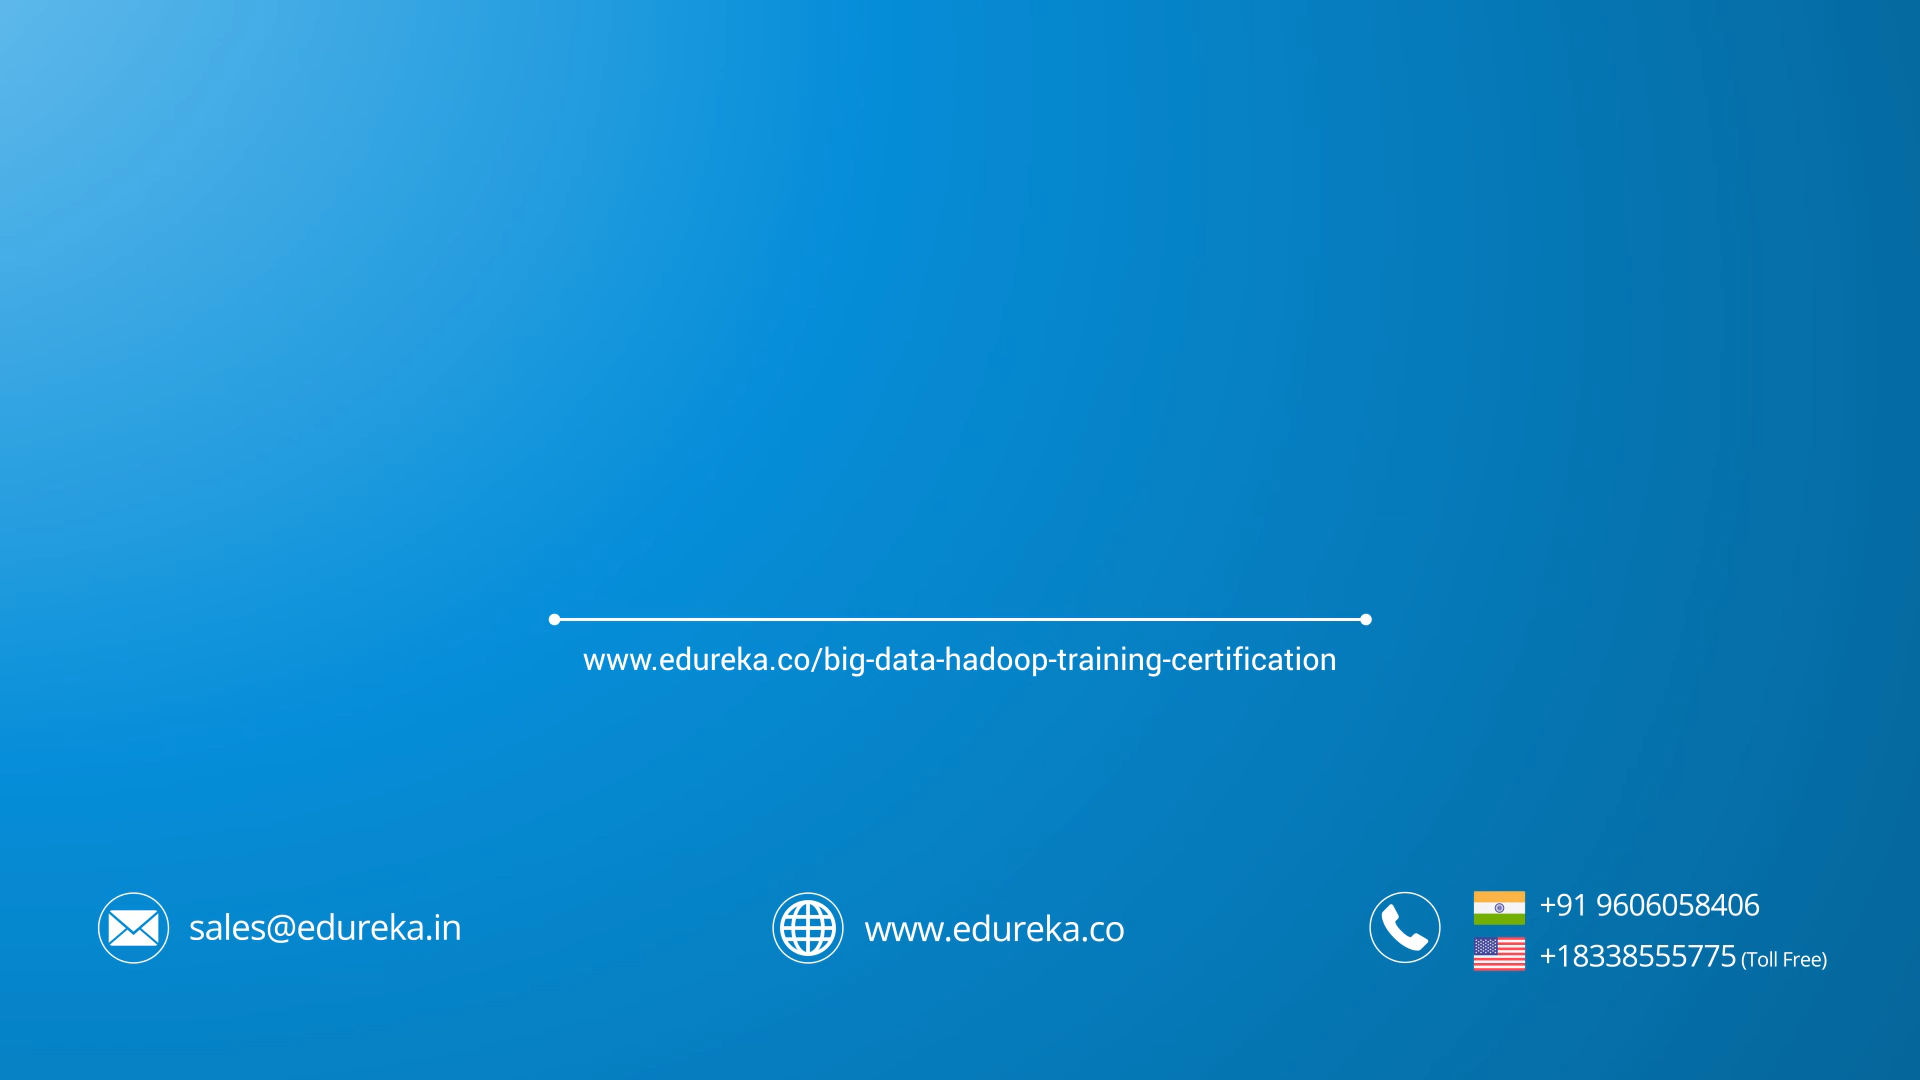 www.edureka.co/big-data-hadoop-training-certification
sales@edureka.in
www.edureka.co
+91 9606058406
+18338555775 (Toll Free)